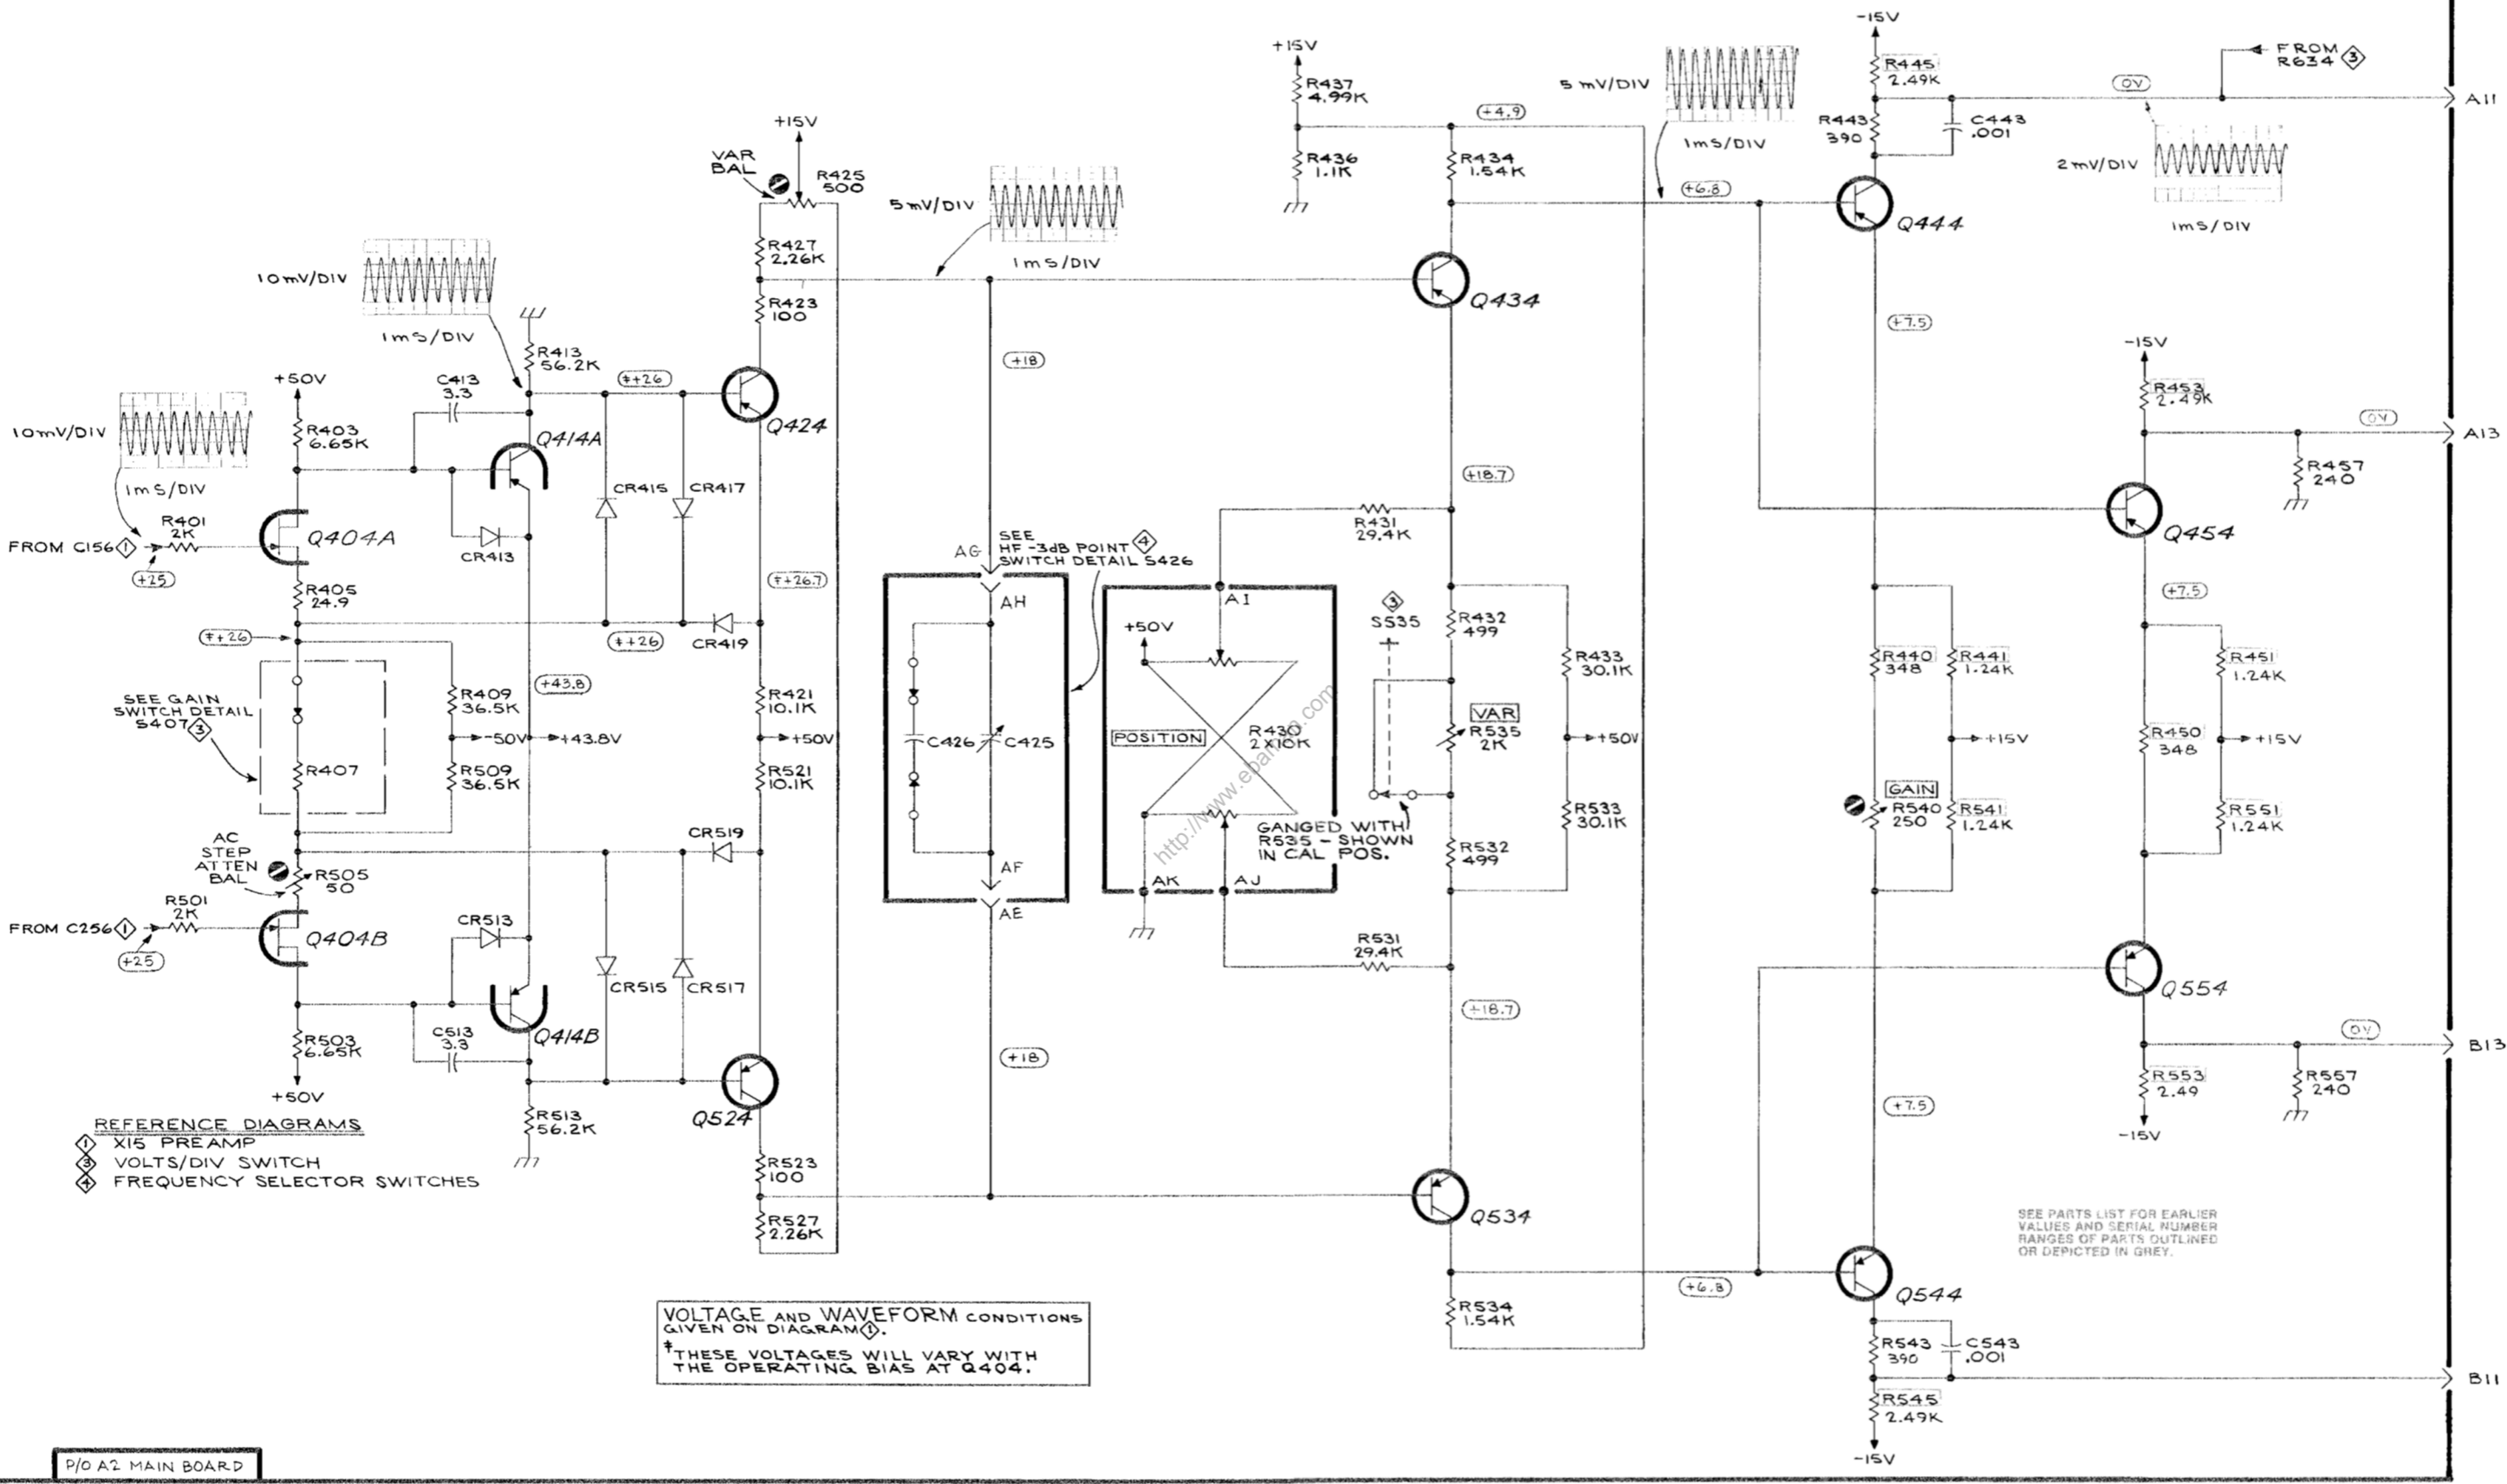 -15V
FROM
R634 3
+15V
R445
2.49K
0V
A11
R437
4.99K
5 mV/DIV
+4.9
R443
390
C443
.001
1mS/DIV
2mV/DIV
1mS/DIV
+15V
VAR
BAL
R425
500
R436
1.1K
R434
1.54K
+6.8
Q444
5mV/DIV
1mS/DIV
R427
2.26K
10mV/DIV
1mS/DIV
R423
100
Q434
+7.5
R413
56.2K
+18
-15V
+50V
C413
3.3
‡+26
Q424
R453
2.49K
0V
A13
10mV/DIV
1mS/DIV
R403
6.65K
Q414A
R457
240
+18.7
CR415
CR417
R431
29.4K
R401
2K
Q404A
FROM C156 1
+25
CR413
Q454
AG
SEE
HF -3dB POINT 4
SWITCH DETAIL S426
‡+26.7
R405
24.9
+7.5
AH
AI
3
S535
‡+26
‡+26
CR419
+50V
R432
499
R433
30.1K
R440
348
R441
1.24K
R451
1.24K
SEE GAIN
SWITCH DETAIL
S407 3
R409
36.5K
+43.8
R421
10.1K
VAR
R535
2K
POSITION
R430
2X10K
-50V
+43.8V
+50V
C426
C425
+50V
+15V
R450
348
+15V
http://www.ebaman.com
R407
R509
36.5K
R521
10.1K
GAIN
R540
250
R541
1.24K
R551
1.24K
R533
30.1K
GANGED WITH
R535 - SHOWN
IN CAL POS.
AC
STEP
ATTEN
BAL
R505
50
CR519
R532
499
AF
AK
AJ
R501
2K
AE
FROM C256 1
+25
Q404B
CR513
R531
29.4K
CR515
CR517
Q554
+18.7
R503
6.65K
C513
3.3
Q414B
+18
0V
B13
+50V
R513
56.2K
Q524
R553
2.49
R557
240
+7.5
-15V
REFERENCE DIAGRAMS
1 X15 PREAMP
3 VOLTS/DIV SWITCH
4 FREQUENCY SELECTOR SWITCHES
R523
100
R527
2.26K
Q534
SEE PARTS LIST FOR EARLIER
VALUES AND SERIAL NUMBER
RANGES OF PARTS OUTLINED
OR DEPICTED IN GREY.
+6.8
Q544
VOLTAGE AND WAVEFORM CONDITIONS
GIVEN ON DIAGRAM 1.
‡THESE VOLTAGES WILL VARY WITH
THE OPERATING BIAS AT Q404.
R534
1.54K
R543
390
C543
.001
B11
R545
2.49K
-15V
P/O A2 MAIN BOARD